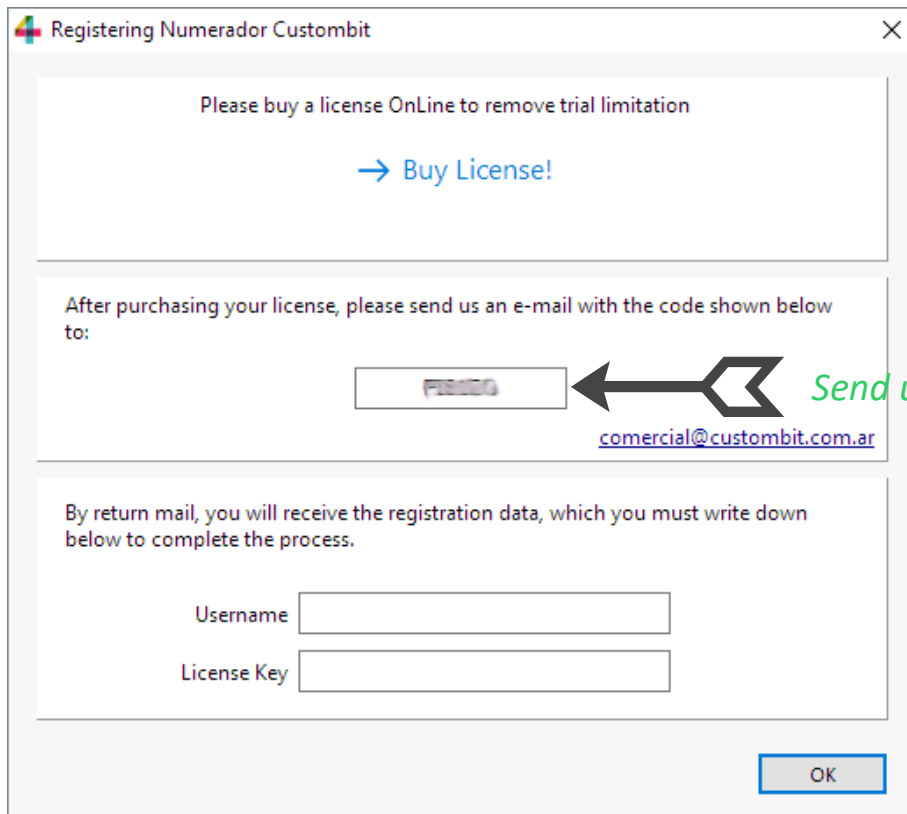 Registering Numerador Custombit
Please buy a license OnLine to remove trial limitation
→ Buy License!
After purchasing your license, please send us an e-mail with the code shown below
to:
Send
comercial@custombit.com.ar
By return mail, you will receive the registration data, which you must write down
below to complete the process.
Username
License Key
OK